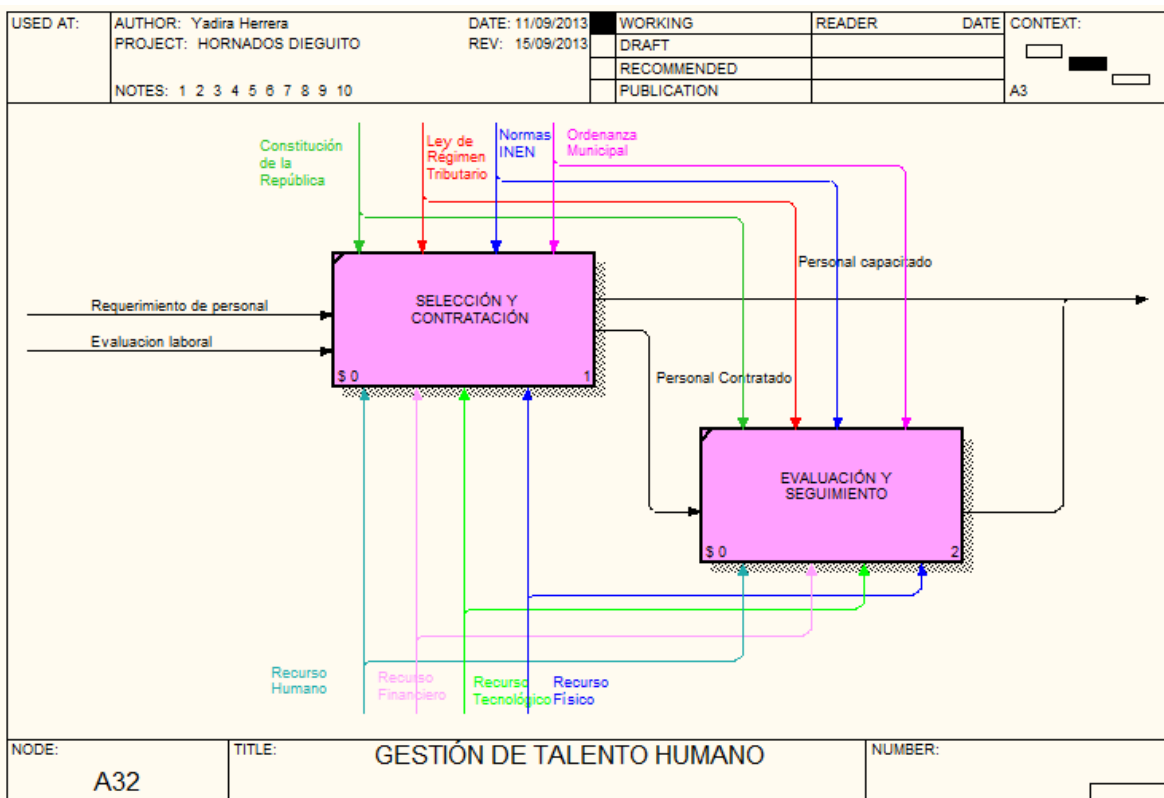 USED AT:
AUTHOR: Yadira Herrera
DATE: 11/09/2013
WORKING
READER
DATE
CONTEXT:
PROJECT: HORNADOS DIEGUITO
REV: 15/09/2013
DRAFT
RECOMMENDED
NOTES: 1 2 3 4 5 6 7 8 9 10
PUBLICATION
A3
Constitución
de la
República
Ley de
Régimen
Tributario
Normas
INEN
Ordenanza
Municipal
Personal capacitado
Requerimiento de personal
Evaluacion laboral
SELECCIÓN Y
CONTRATACIÓN
$ 0
1
Personal Contratado
EVALUACIÓN Y
SEGUIMIENTO
$ 0
2
Recurso
Humano
Recurso
Financiero
Recurso
Tecnológico
Recurso
Físico
NODE:
A32
TITLE:
GESTIÓN DE TALENTO HUMANO
NUMBER: